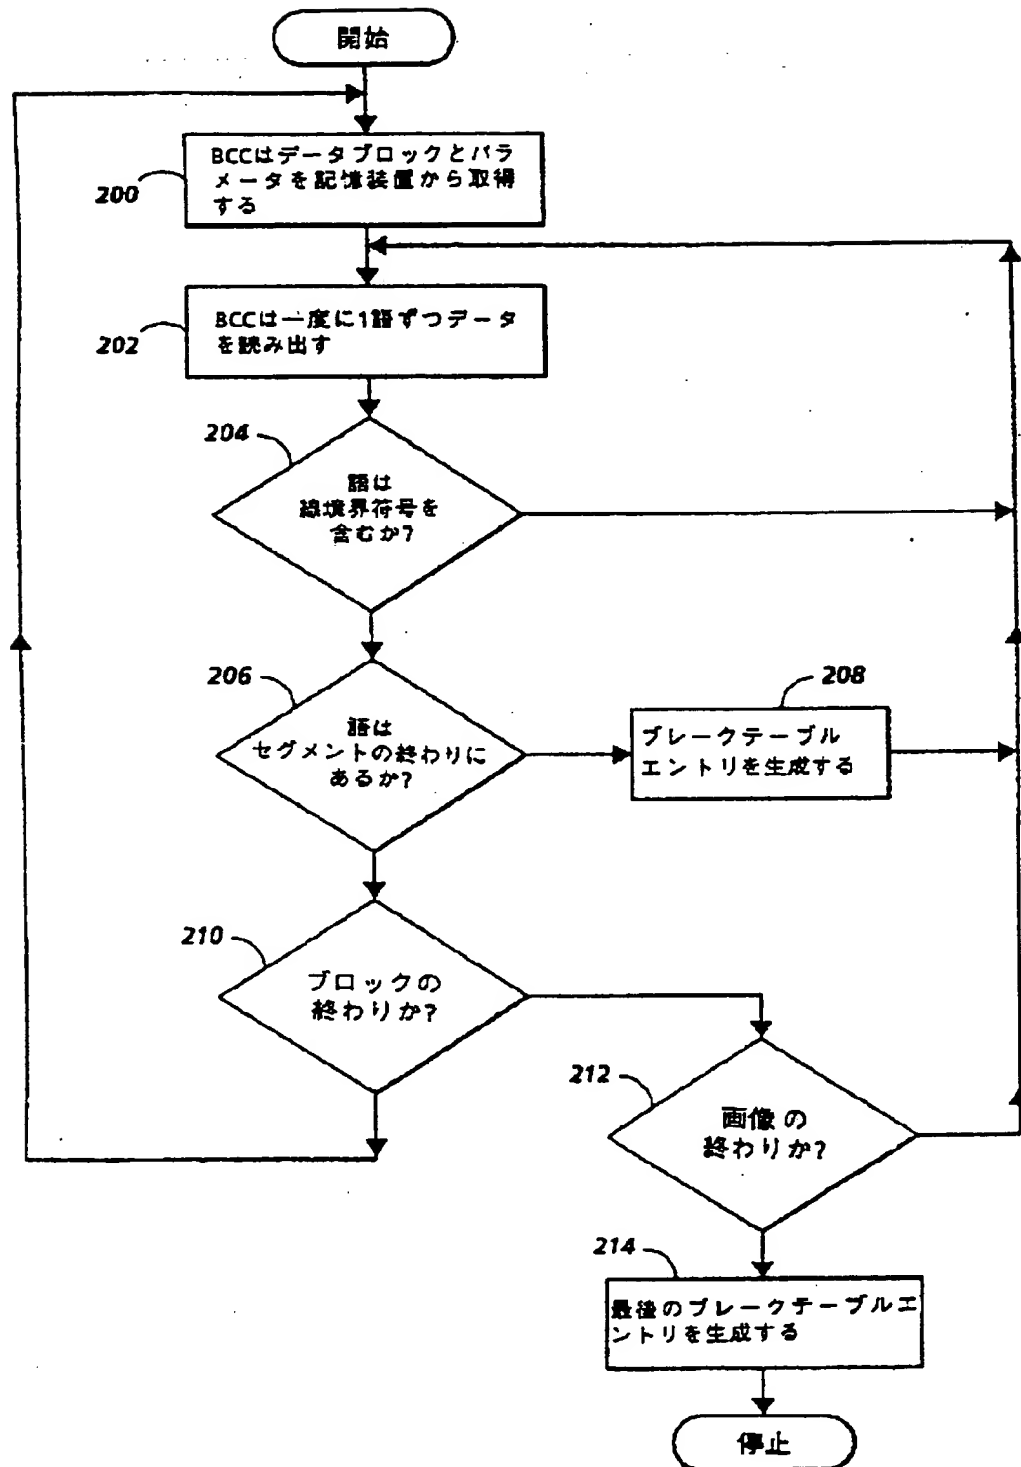 開始
200
BCCはデータブロックとパラ
メータを記憶装置から取得
する
202
BCCは一度に1語ずつデータ
を読み出す
204
語は
線境界符号を
含むか?
206
語は
セグメントの終わりに
あるか?
208
ブレークテーブル
エントリを生成する
210
ブロックの
終わりか?
212
画像の
終わりか?
214
最後のブレークテーブルエ
ントリを生成する
停止